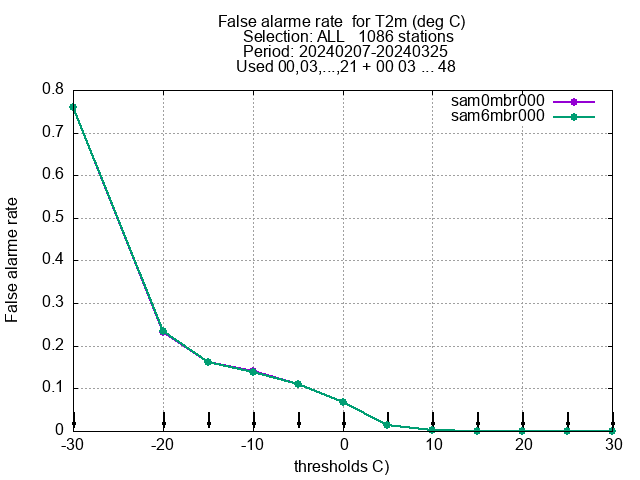 False alarme rate  for T2m (deg C)
Selection: ALL   1086 stations
Period: 20240207-20240325
Used 00,03,...,21 + 00 03 ... 48
sam0mbr000
sam6mbr000
False alarme rate
0.8
0.7
0.6
0.5
0.4
0.3
0.2
0.1
0
-30 -20 -10 0 10 20 30
thresholds C)